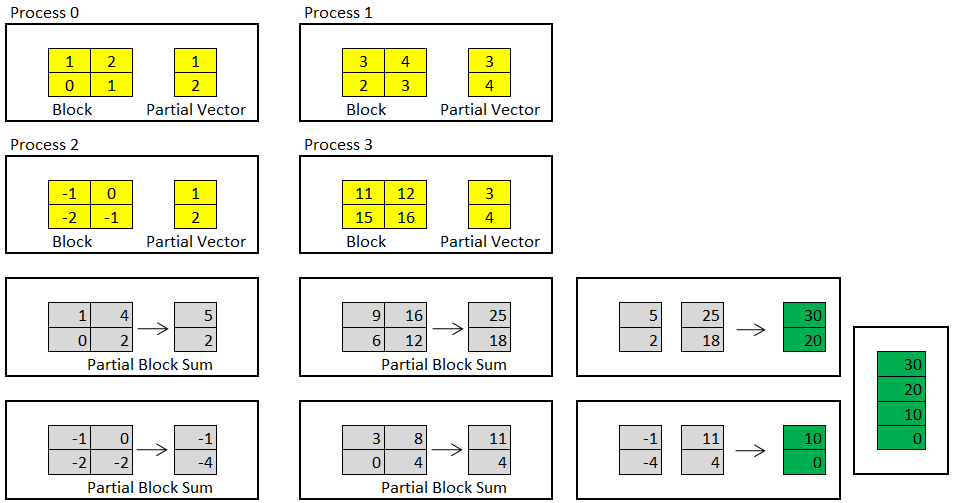 Process 0
1 2 1
0 1 2
Block Partial Vector
Process 1
3 4 3
2 3 4
Block Partial Vector
Process 2
-1 0 1
-2 -1 2
Block Partial Vector
Process 3
11 12 3
15 16 4
Block Partial Vector
1 4 5
0 2 2
Partial Block Sum
9 16 25
6 12 18
Partial Block Sum
5 25 30
2 18 20
-1 0 -1
-2 -2 -4
Partial Block Sum
3 8 11
0 4 4
Partial Block Sum
-1 11 10
-4 4 0
30
20
10
0